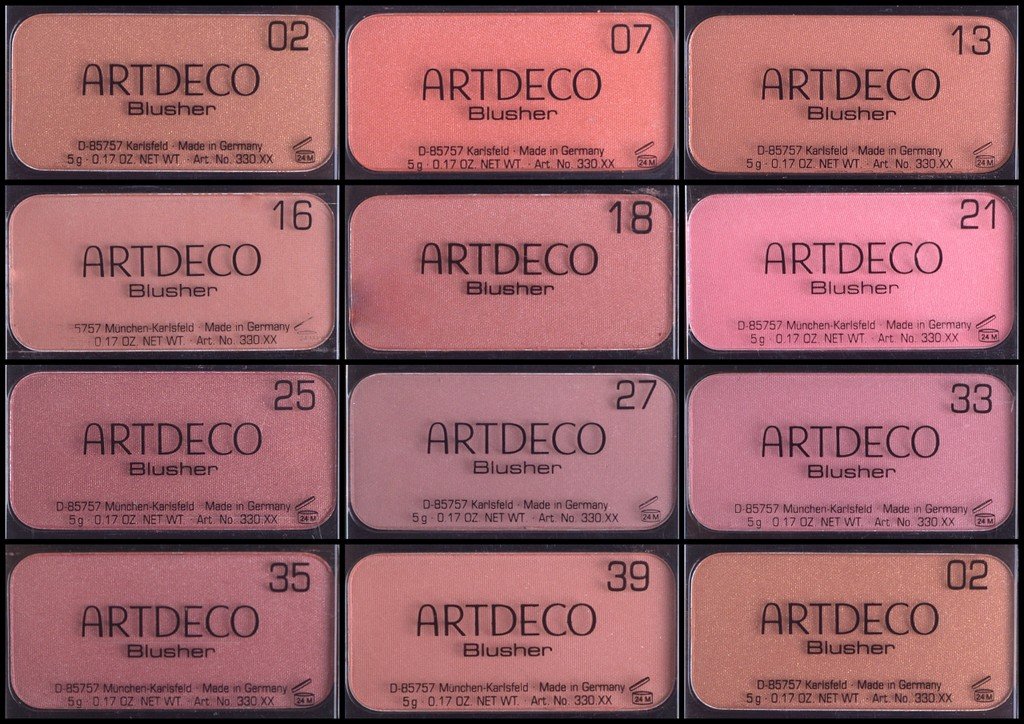 02
ARTDECO
Blusher
D-85757 Karlsfeld · Made in Germany
5 g · 0.17 OZ. NET WT. · Art. No. 330.XX
24 M
07
ARTDECO
Blusher
D-85757 Karlsfeld · Made in Germany
5 g · 0.17 OZ. NET WT. · Art. No. 330.XX
24 M
13
ARTDECO
Blusher
D-85757 Karlsfeld · Made in Germany
5 g · 0.17 OZ. NET WT. · Art. No. 330.XX
24 M
16
ARTDECO
Blusher
5757 München-Karlsfeld · Made in Germany
0.17 OZ. NET WT. · Art. No. 330.XX
18
ARTDECO
Blusher
21
ARTDECO
Blusher
D-85757 München-Karlsfeld · Made in Germany
5 g · 0.17 OZ. NET WT. · Art. No. 330.XX
24 M
25
ARTDECO
Blusher
D-85757 München-Karlsfeld · Made in Germany
5 g · 0.17 OZ. NET WT. · Art. No. 330.XX
24 M
27
ARTDECO
Blusher
D-85757 Karlsfeld · Made in Germany
5 g · 0.17 OZ. NET WT. · Art. No. 330.XX
24 M
33
ARTDECO
Blusher
D-85757 München-Karlsfeld · Made in Germany
5 g · 0.17 OZ. NET WT. · Art. No. 330.XX
24 M
35
ARTDECO
Blusher
D-85757 München-Karlsfeld · Made in Germany
5 g · 0.17 OZ. NET WT. · Art. No. 330.XX
24 M
39
ARTDECO
Blusher
D-85757 München-Karlsfeld · Made in Germany
5 g · 0.17 OZ. NET WT. · Art. No. 330.XX
24 M
02
ARTDECO
Blusher
D-85757 Karlsfeld · Made in Germany
5 g · 0.17 OZ. NET WT. · Art. No. 330.XX
24 M